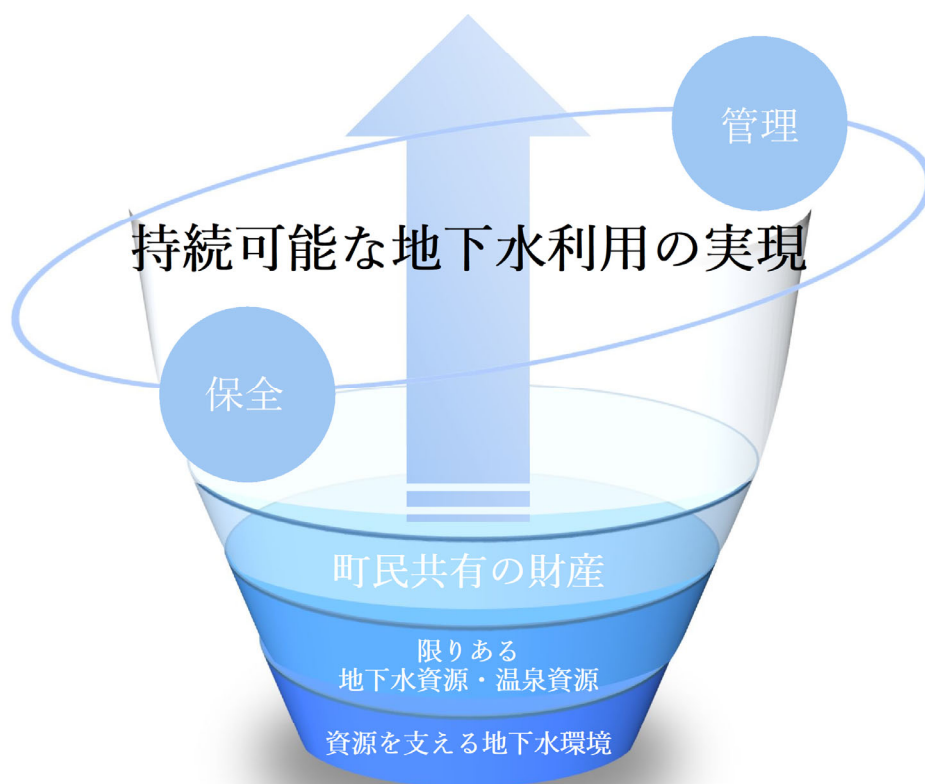 管理
持続可能な地下水利用の実現
保全
町民共有の財産
限りある
地下水資源・温泉資源
資源を支える地下水環境